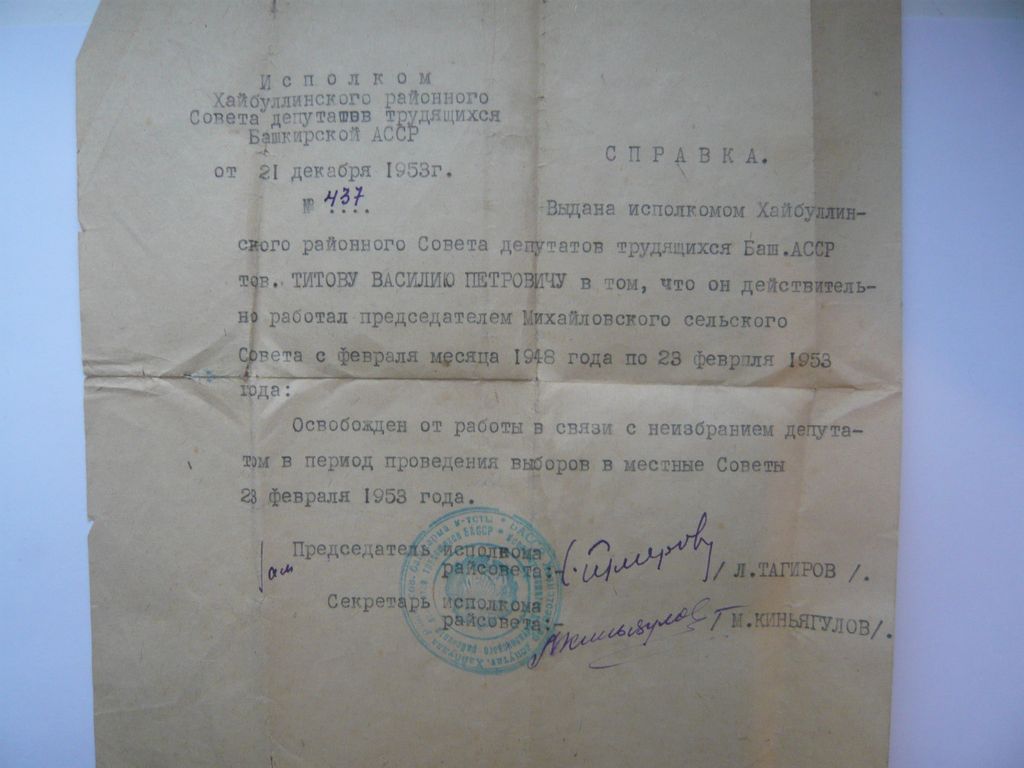 Исполком
Хайбуллинского районного
Совета депутатов трудящихся
Башкирской АССР
от 21 декабря 1953г.
№ 437
СПРАВКА.
Выдана исполкомом Хайбуллин-
ского районного Совета депутатов трудящихся Баш.АССР
тов. ТИТОВУ ВАСИЛИЮ ПЕТРОВИЧУ в том, что он действитель-
но работал председателем Михайловского сельского
Совета с февраля месяца 1948 года по 23 февраля 1953
года:
Освобожден от работы в связи с неизбранием депута-
том в период проведения выборов в местные Советы
23 февраля 1953 года.
Зам Председатель исполкома
райсовета:- / Л.ТАГИРОВ /.
Секретарь исполкома
райсовета:- / М.КИНЬЯГУЛОВ/.